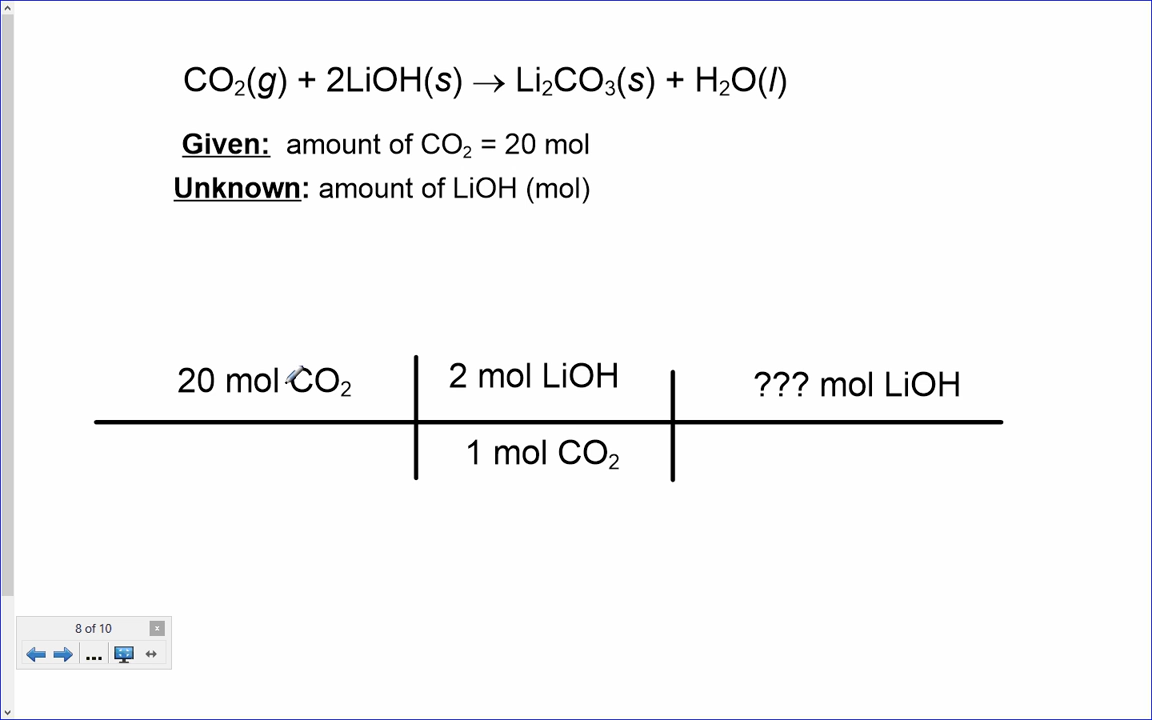 CO₂(g) + 2LiOH(s) → Li₂CO₃(s) + H₂O(l)
Given: amount of CO₂ = 20 mol
Unknown: amount of LiOH (mol)
20 mol CO₂ 2 mol LiOH ??? mol LiOH
1 mol CO₂
8 of 10